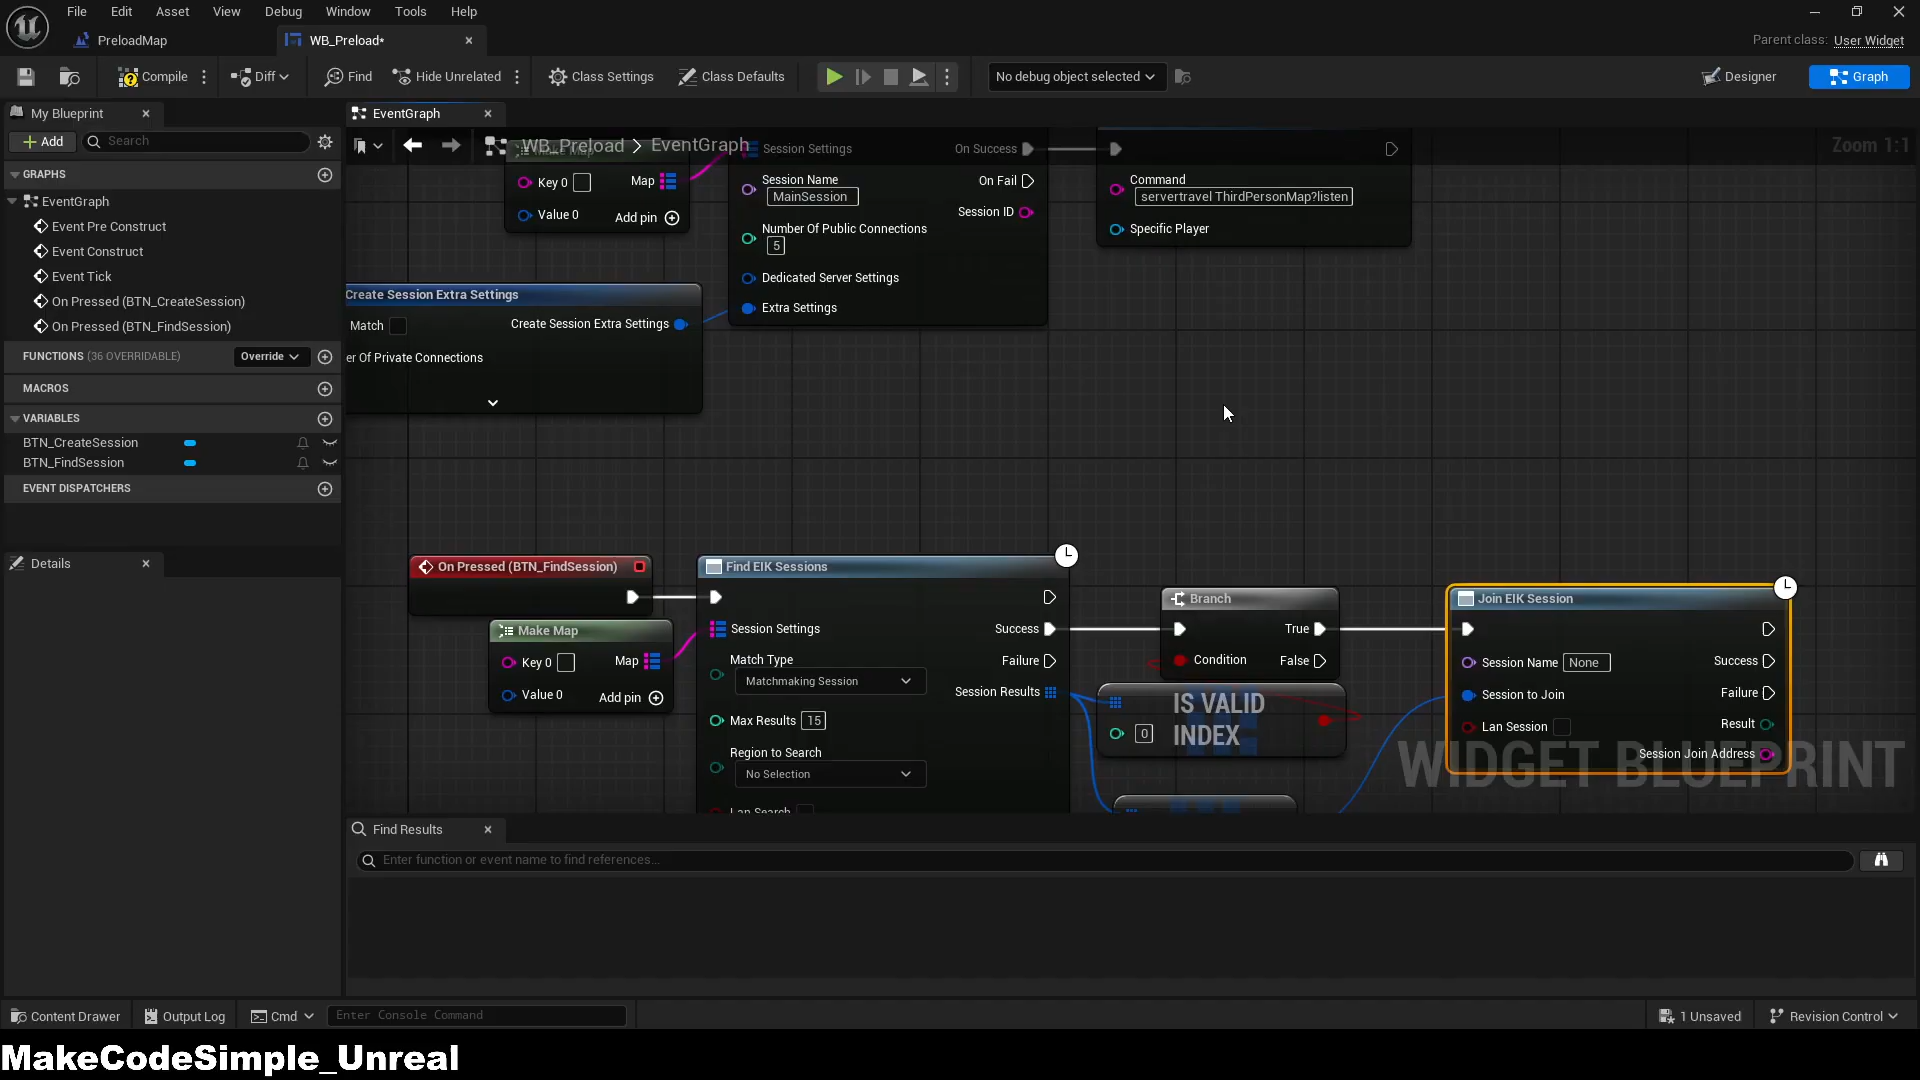 File Edit Asset View Debug Window Tools Help
PreloadMap WB_Preload*
Parent class: User Widget
Compile Diff Find Hide Unrelated Class Settings Class Defaults No debug object selected Designer Graph
My Blueprint EventGraph
Add Search WB_Preload > EventGraph Zoom 1:1
GRAPHS
EventGraph
Event Pre Construct
Event Construct
Event Tick
On Pressed (BTN_CreateSession)
On Pressed (BTN_FindSession)
FUNCTIONS (36 OVERRIDABLE) Override
MACROS
VARIABLES
BTN_CreateSession
BTN_FindSession
EVENT DISPATCHERS
Details
Make Map
Key 0 Map
Value 0 Add pin
Session Settings On Success
Session Name On Fail
MainSession
Session ID
Number Of Public Connections
5
Dedicated Server Settings
Extra Settings
Command
servertravel ThirdPersonMap?listen
Specific Player
Create Session Extra Settings
Match Create Session Extra Settings
er Of Private Connections
On Pressed (BTN_FindSession)
Make Map
Key 0 Map
Value 0 Add pin
Find EIK Sessions
Session Settings Success
Match Type Failure
Matchmaking Session
Session Results
Max Results 15
Region to Search
No Selection
Lan Search
Branch
True
Condition False
IS VALID
INDEX
0
Join EIK Session
Session Name None Success
Session to Join Failure
Lan Session Result
Session Join Address
WIDGET BLUEPRINT
Find Results
Enter function or event name to find references...
Content Drawer Output Log Cmd Enter Console Command 1 Unsaved Revision Control
MakeCodeSimple_Unreal